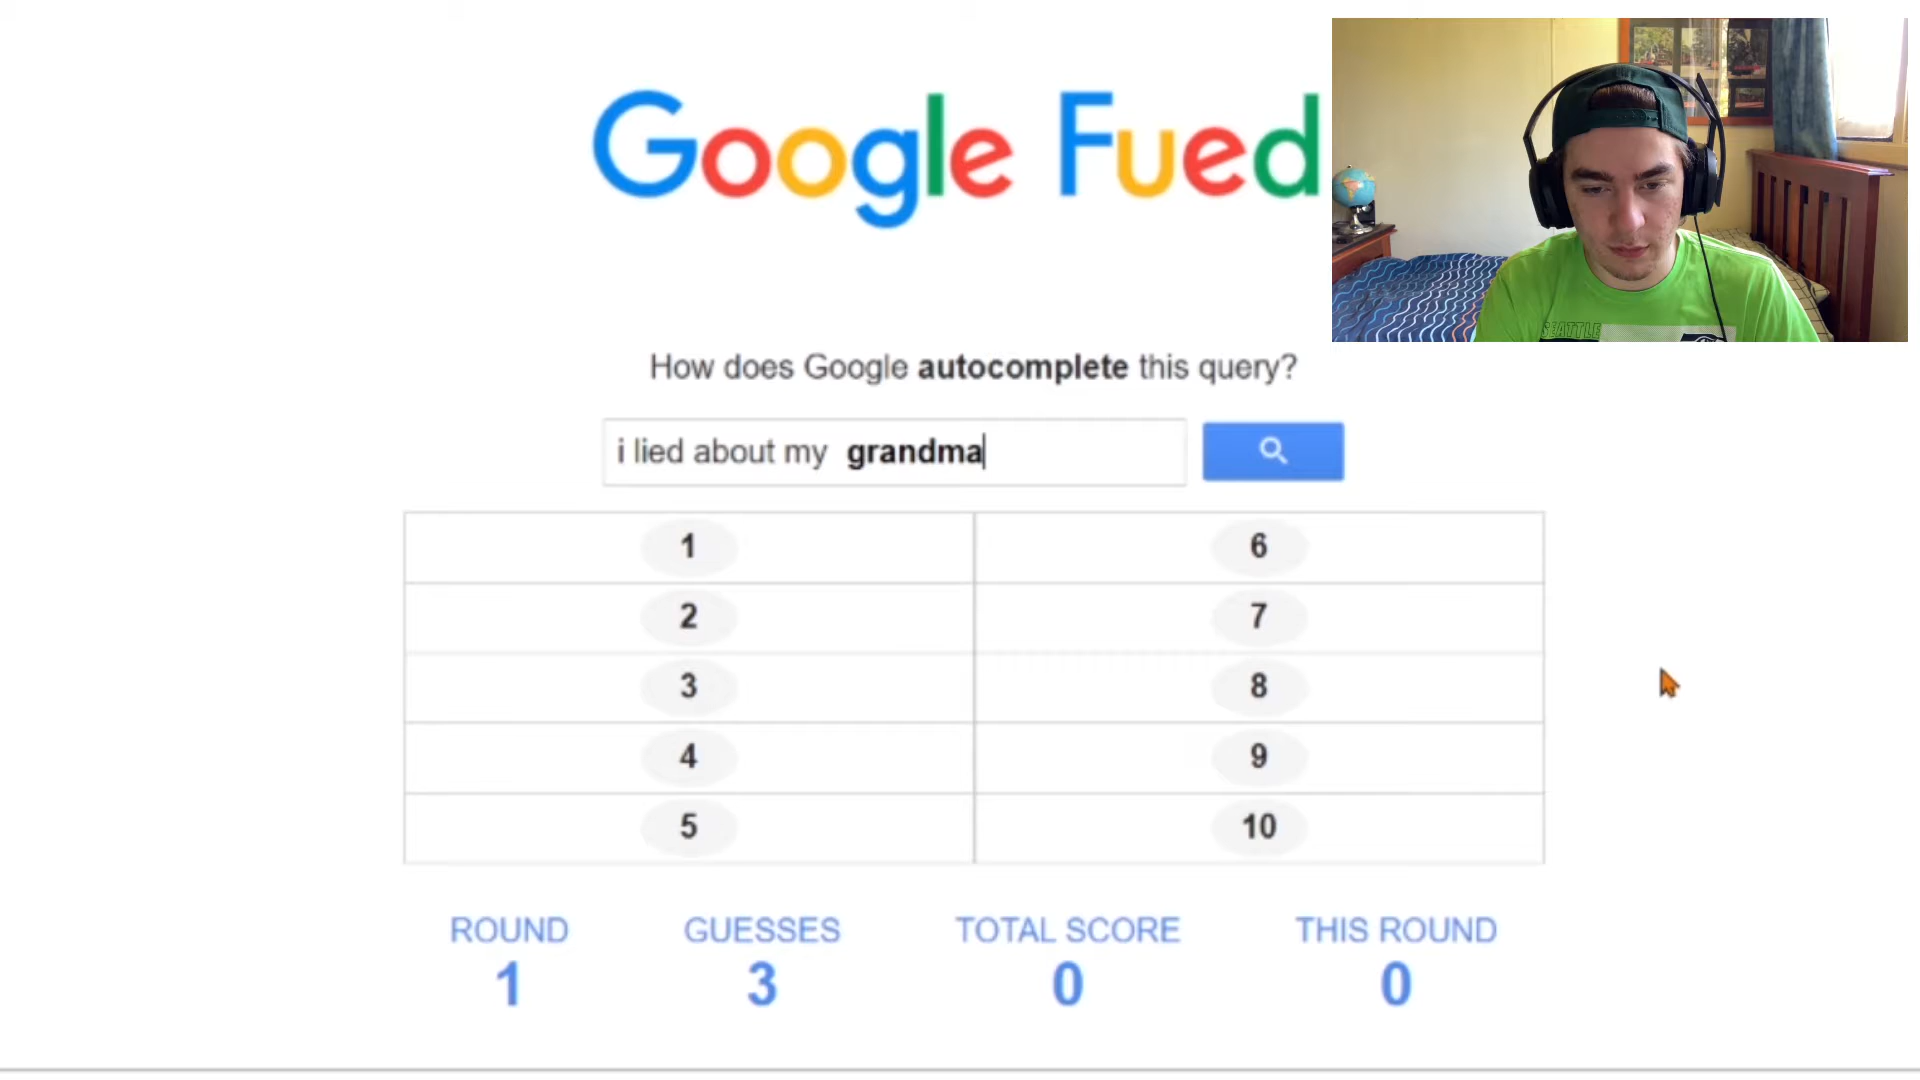 Google Fued
SEATTLE
How does Google autocomplete this query?
i lied about my grandma
1 6
2 7
3 8
4 9
5 10
ROUND GUESSES TOTAL SCORE THIS ROUND
1 3 0 0